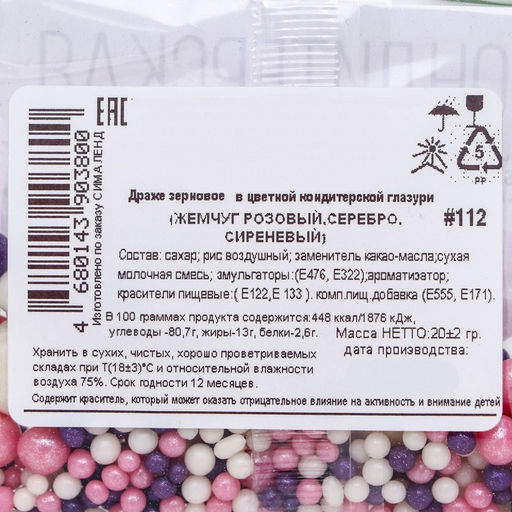 EAC
Драже зерновое в цветной кондитерской глазури
(ЖЕМЧУГ РОЗОВЫЙ,СЕРЕБРО,
СИРЕНЕВЫЙ)
#112
5
PP
Состав: сахар; рис воздушный; заменитель какао-масла;сухая
молочная смесь; эмульгаторы:(Е476, Е322);ароматизатор;
красители пищевые:( Е122,Е 133 ). комп.пищ.добавка (Е555, Е171).
В 100 граммах продукта содержится:448 ккал/1876 кДж,
углеводы -80,7г, жиры-13г, белки-2,6г.
Масса НЕТТО:20±2 гр.
дата производства:
Хранить в сухих, чистых, хорошо проветриваемых
складах при Т(18±3)°С и относительной влажности
воздуха 75%. Срок годности 12 месяцев.
Содержит краситель, который может оказать отрицательное влияние на активность и внимание детей
4 680143 903800
Изготовлено по заказу СИМАЛЕНД